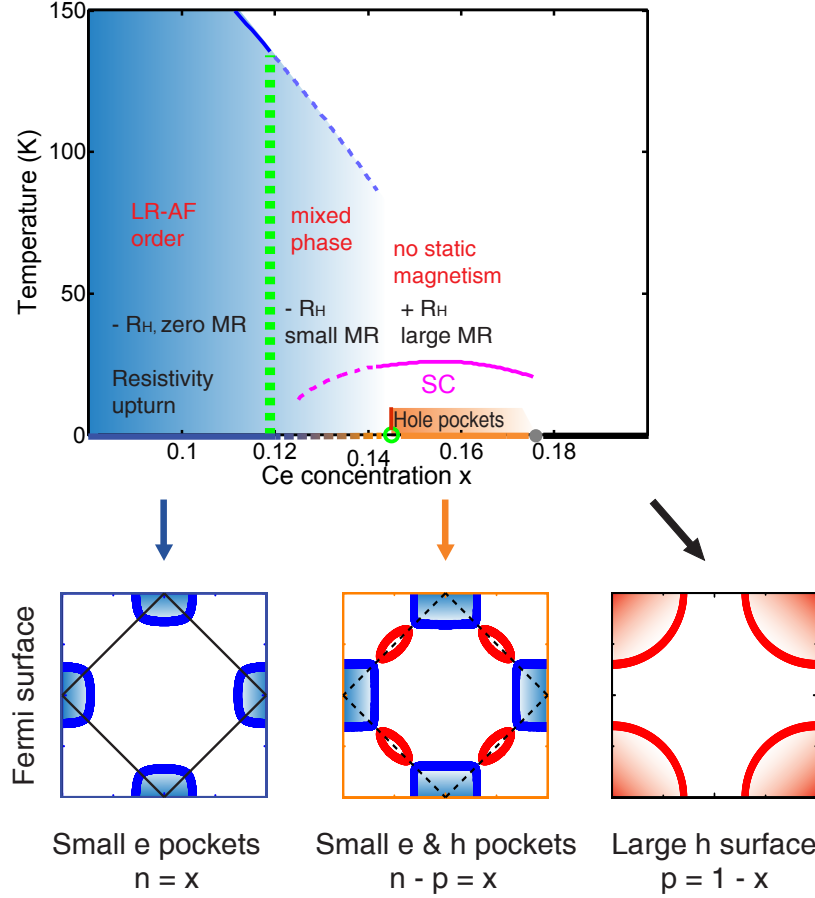 150
100
50
0
Temperature (K)
LR-AF
order
mixed
phase
no static
magnetism
- RH, zero MR
- RH
small MR
+ RH
large MR
Resistivity
upturn
SC
Hole pockets
0.1
0.12
0.14
0.16
0.18
Ce concentration x
Fermi surface
Small e pockets
n = x
Small e & h pockets
n - p = x
Large h surface
p = 1 - x